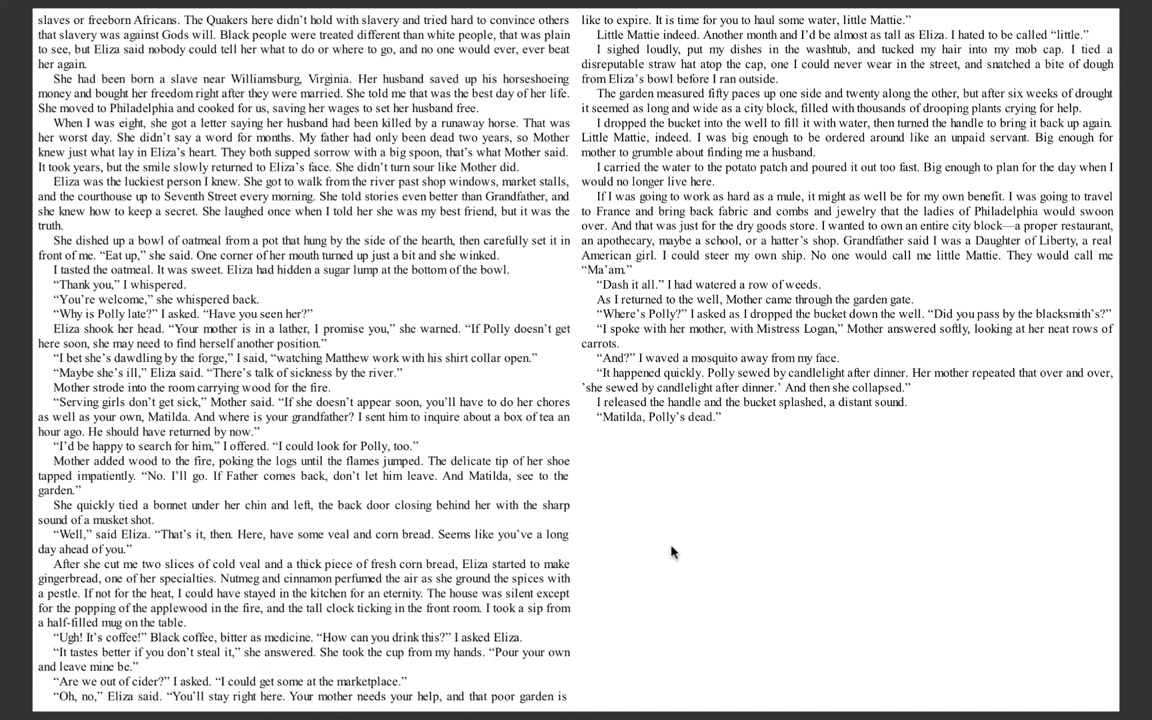 slaves or freeborn Africans. The Quakers here didn’t hold with slavery and tried hard to convince others
that slavery was against Gods will. Black people were treated different than white people, that was plain
to see, but Eliza said nobody could tell her what to do or where to go, and no one would ever, ever beat
her again.
She had been born a slave near Williamsburg, Virginia. Her husband saved up his horseshoeing
money and bought her freedom right after they were married. She told me that was the best day of her life.
She moved to Philadelphia and cooked for us, saving her wages to set her husband free.
When I was eight, she got a letter saying her husband had been killed by a runaway horse. That was
her worst day. She didn’t say a word for months. My father had only been dead two years, so Mother
knew just what lay in Eliza’s heart. They both supped sorrow with a big spoon, that’s what Mother said.
It took years, but the smile slowly returned to Eliza’s face. She didn’t turn sour like Mother did.
Eliza was the luckiest person I knew. She got to walk from the river past shop windows, market stalls,
and the courthouse up to Seventh Street every morning. She told stories even better than Grandfather, and
she knew how to keep a secret. She laughed once when I told her she was my best friend, but it was the
truth.
She dished up a bowl of oatmeal from a pot that hung by the side of the hearth, then carefully set it in
front of me. “Eat up,” she said. One corner of her mouth turned up just a bit and she winked.
I tasted the oatmeal. It was sweet. Eliza had hidden a sugar lump at the bottom of the bowl.
“Thank you,” I whispered.
“You’re welcome,” she whispered back.
“Why is Polly late?” I asked. “Have you seen her?”
Eliza shook her head. “Your mother is in a lather, I promise you,” she warned. “If Polly doesn’t get
here soon, she may need to find herself another position.”
“I bet she’s dawdling by the forge,” I said, “watching Matthew work with his shirt collar open.”
“Maybe she’s ill,” Eliza said. “There’s talk of sickness by the river.”
Mother strode into the room carrying wood for the fire.
“Serving girls don’t get sick,” Mother said. “If she doesn’t appear soon, you’ll have to do her chores
as well as your own, Matilda. And where is your grandfather? I sent him to inquire about a box of tea an
hour ago. He should have returned by now.”
“I’d be happy to search for him,” I offered. “I could look for Polly, too.”
Mother added wood to the fire, poking the logs until the flames jumped. The delicate tip of her shoe
tapped impatiently. “No. I’ll go. If Father comes back, don’t let him leave. And Matilda, see to the
garden.”
She quickly tied a bonnet under her chin and left, the back door closing behind her with the sharp
sound of a musket shot.
“Well,” said Eliza. “That’s it, then. Here, have some veal and corn bread. Seems like you’ve a long
day ahead of you.”
After she cut me two slices of cold veal and a thick piece of fresh corn bread, Eliza started to make
gingerbread, one of her specialties. Nutmeg and cinnamon perfumed the air as she ground the spices with
a pestle. If not for the heat, I could have stayed in the kitchen for an eternity. The house was silent except
for the popping of the applewood in the fire, and the tall clock ticking in the front room. I took a sip from
a half-filled mug on the table.
“Ugh! It’s coffee!” Black coffee, bitter as medicine. “How can you drink this?” I asked Eliza.
“It tastes better if you don’t steal it,” she answered. She took the cup from my hands. “Pour your own
and leave mine be.”
“Are we out of cider?” I asked. “I could get some at the marketplace.”
“Oh, no,” Eliza said. “You’ll stay right here. Your mother needs your help, and that poor garden is
like to expire. It is time for you to haul some water, little Mattie.”
Little Mattie indeed. Another month and I’d be almost as tall as Eliza. I hated to be called “little.”
I sighed loudly, put my dishes in the washtub, and tucked my hair into my mob cap. I tied a
disreputable straw hat atop the cap, one I could never wear in the street, and snatched a bite of dough
from Eliza’s bowl before I ran outside.
The garden measured fifty paces up one side and twenty along the other, but after six weeks of drought
it seemed as long and wide as a city block, filled with thousands of drooping plants crying for help.
I dropped the bucket into the well to fill it with water, then turned the handle to bring it back up again.
Little Mattie, indeed. I was big enough to be ordered around like an unpaid servant. Big enough for
mother to grumble about finding me a husband.
I carried the water to the potato patch and poured it out too fast. Big enough to plan for the day when I
would no longer live here.
If I was going to work as hard as a mule, it might as well be for my own benefit. I was going to travel
to France and bring back fabric and combs and jewelry that the ladies of Philadelphia would swoon
over. And that was just for the dry goods store. I wanted to own an entire city block—a proper restaurant,
an apothecary, maybe a school, or a hatter’s shop. Grandfather said I was a Daughter of Liberty, a real
American girl. I could steer my own ship. No one would call me little Mattie. They would call me
“Ma’am.”
“Dash it all.” I had watered a row of weeds.
As I returned to the well, Mother came through the garden gate.
“Where’s Polly?” I asked as I dropped the bucket down the well. “Did you pass by the blacksmith’s?”
“I spoke with her mother, with Mistress Logan,” Mother answered softly, looking at her neat rows of
carrots.
“And?” I waved a mosquito away from my face.
“It happened quickly. Polly sewed by candlelight after dinner. Her mother repeated that over and over,
’she sewed by candlelight after dinner.’ And then she collapsed.”
I released the handle and the bucket splashed, a distant sound.
“Matilda, Polly’s dead.”